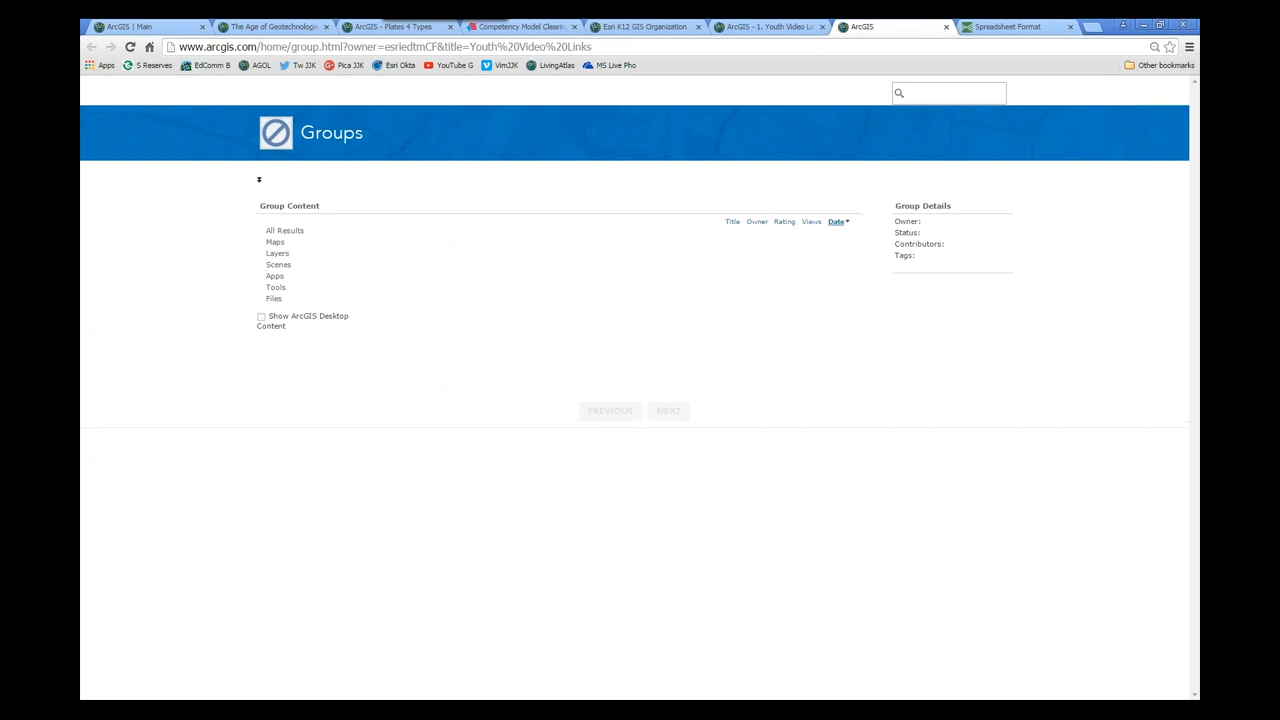 ArcGIS | Main
The Age of Geotechnologie
ArcGIS - Plates 4 Types
Competency Model Clearin
Esri K12 GIS Organization
ArcGIS - 1. Youth Video Li
ArcGIS
Spreadsheet Format
www.arcgis.com/home/group.html?owner=esriedtmCF&title=Youth%20Video%20Links
Apps
S Reserves
EdComm B
AGOL
Tw JJK
Pica JJK
Esri Okta
YouTube G
VimJJK
LivingAtlas
MS Live Pho
Other bookmarks
Groups
Group Content
Title Owner Rating Views Date
All Results
Maps
Layers
Scenes
Apps
Tools
Files
Show ArcGIS Desktop
Content
PREVIOUS NEXT
Group Details
Owner:
Status:
Contributors:
Tags: